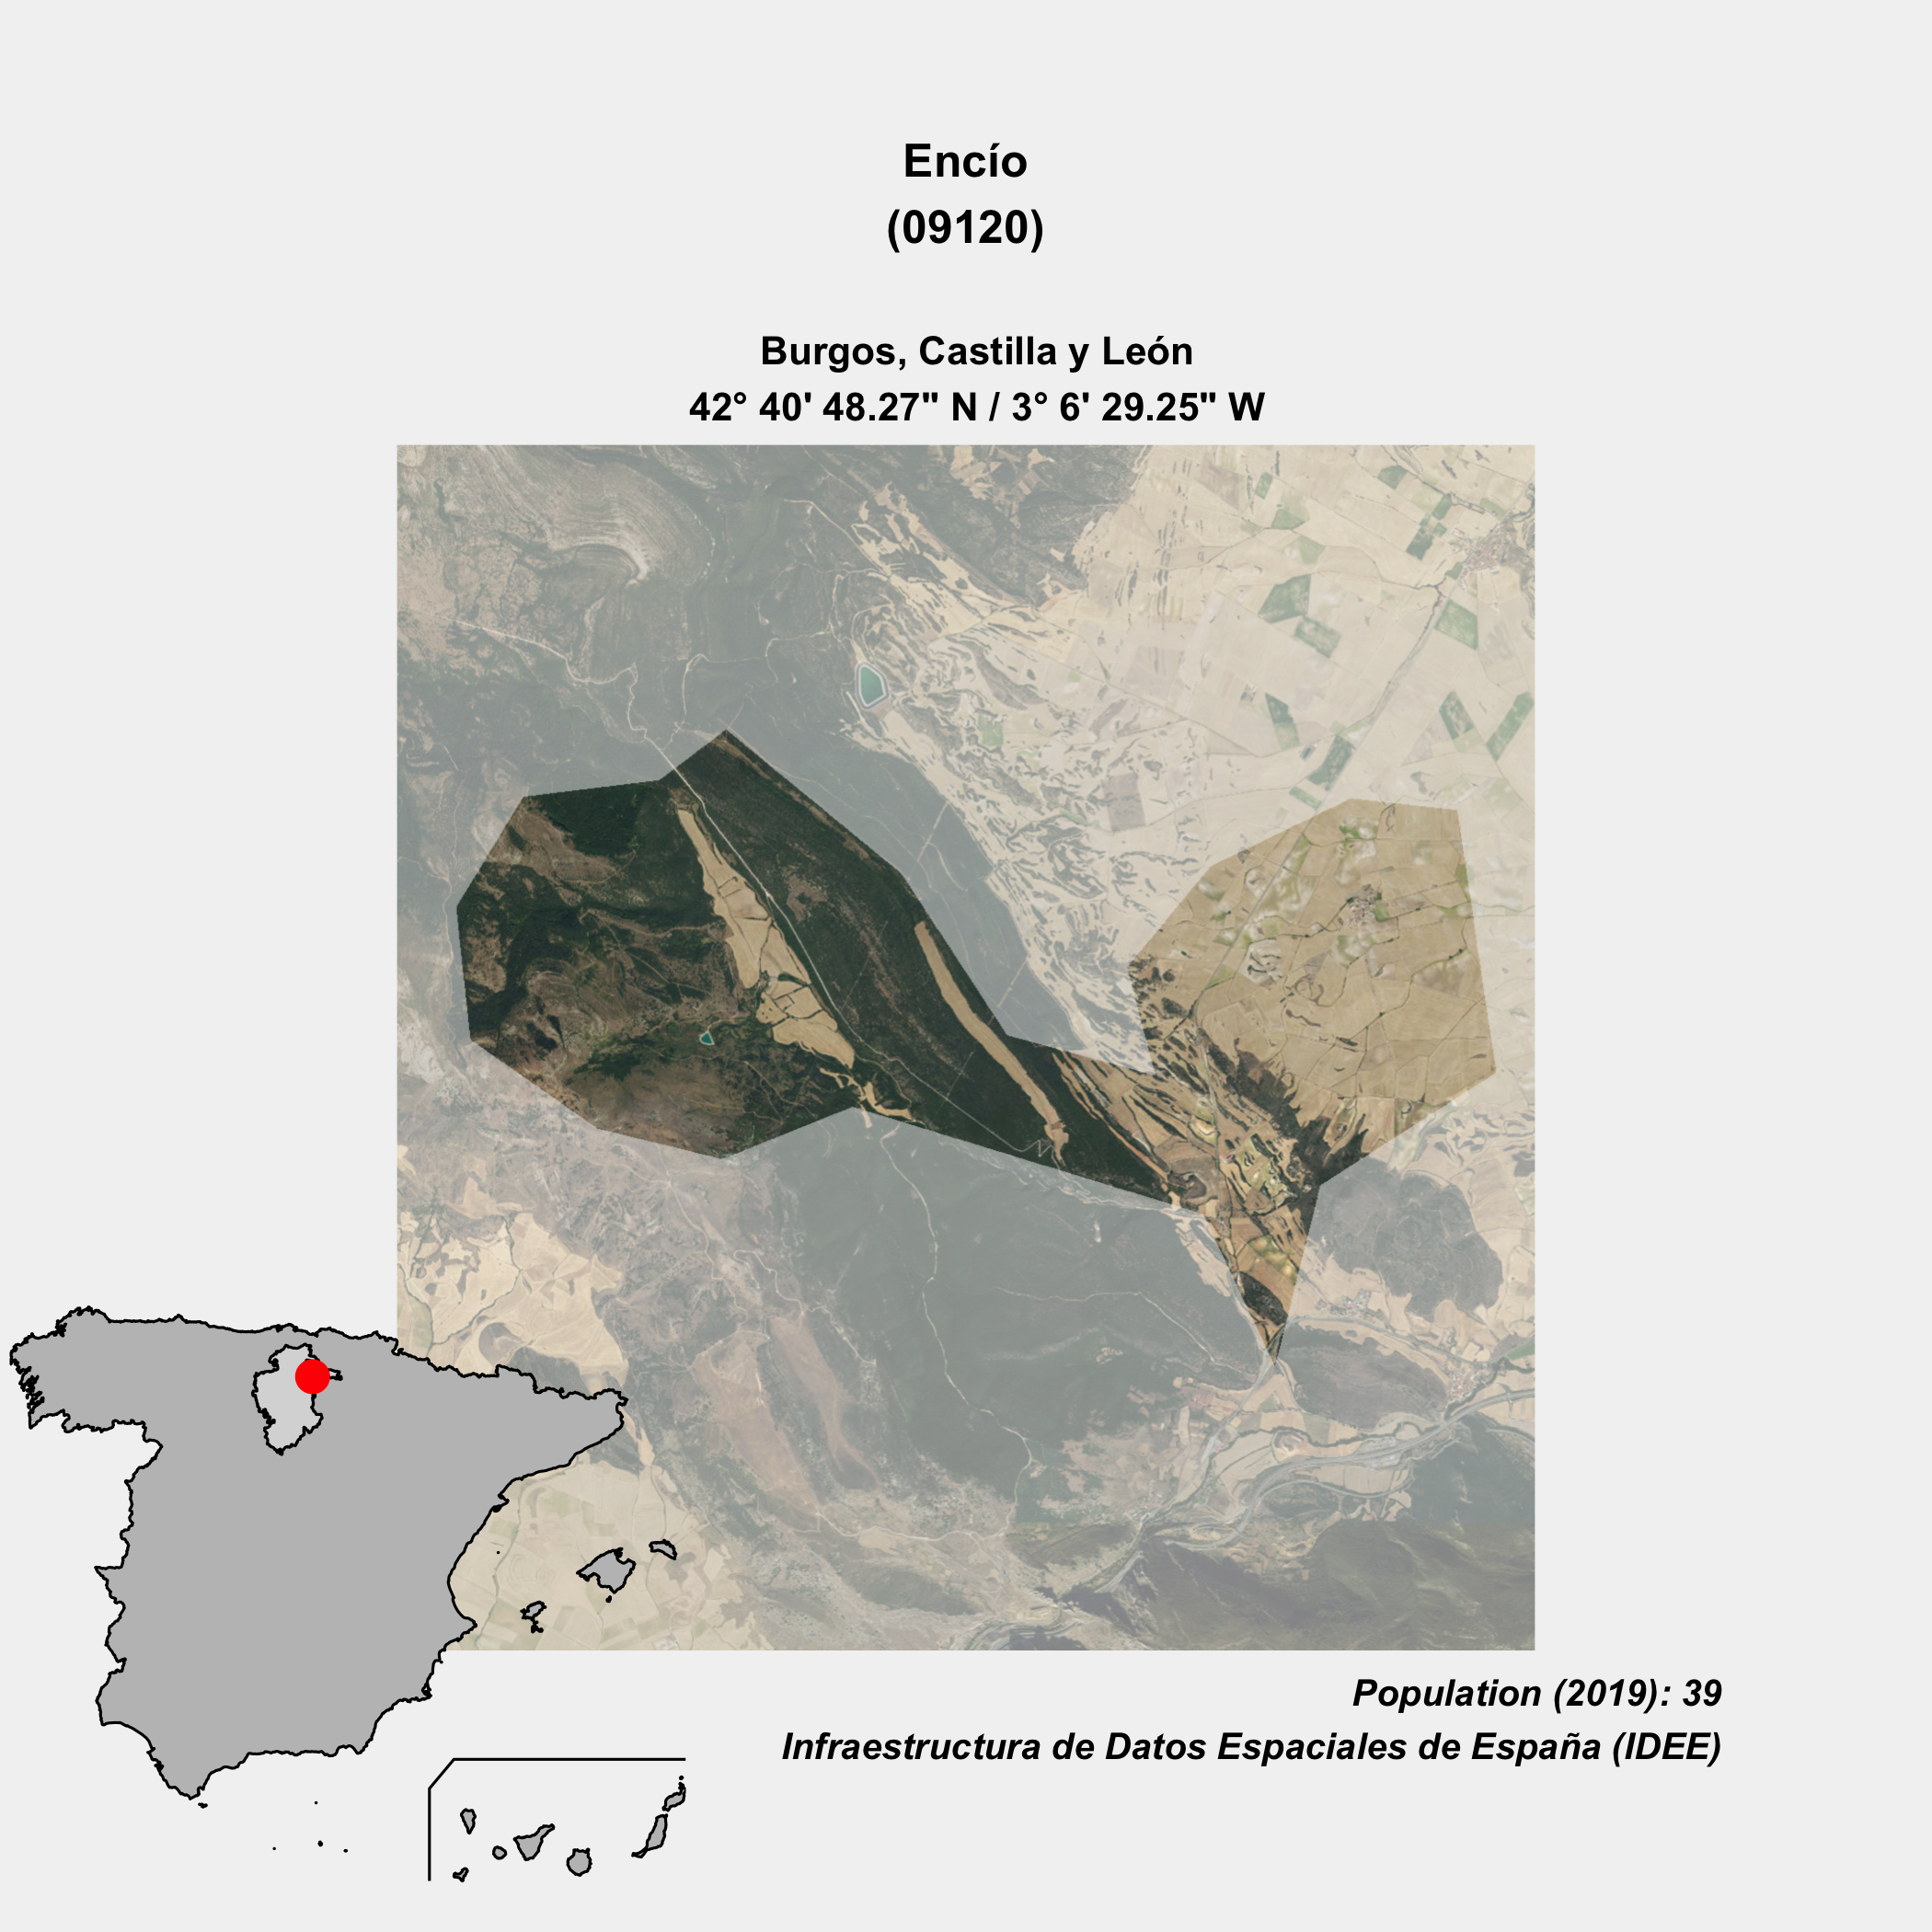 Encío
(09120)
Burgos, Castilla y León
42° 40' 48.27" N / 3° 6' 29.25" W
Population (2019): 39
Infraestructura de Datos Espaciales de España (IDEE)